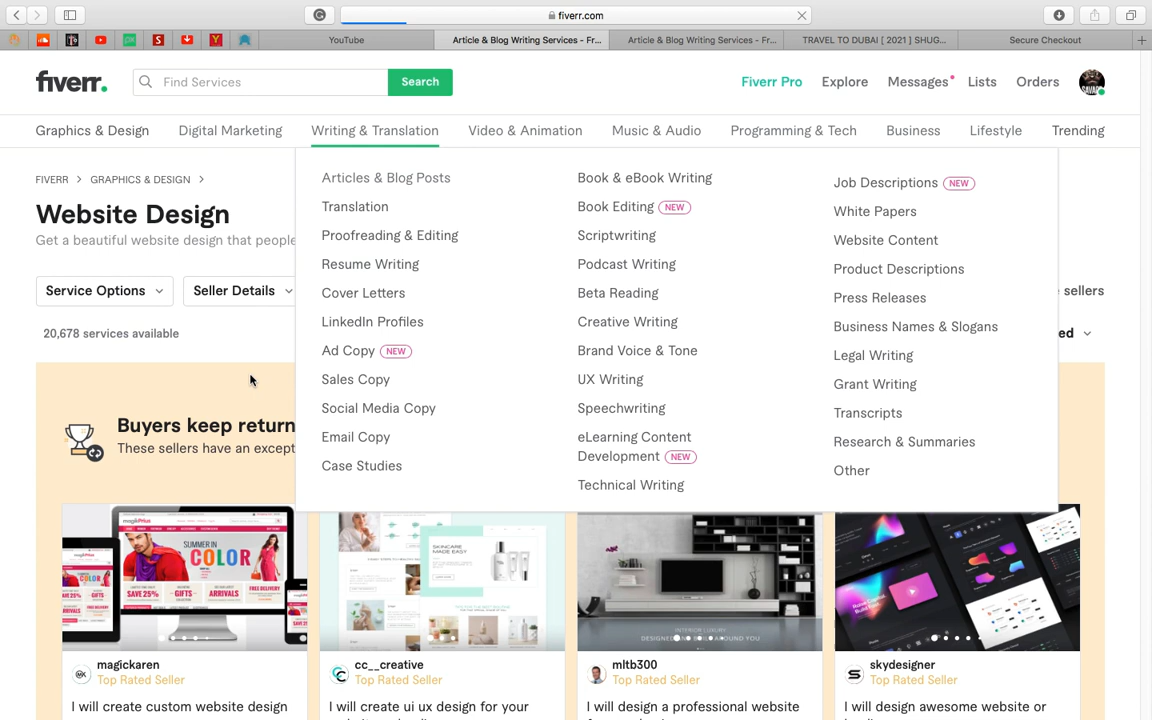 fiverr.com
YouTube
Article & Blog Writing Services - Fr...
Article & Blog Writing Services - Fr...
TRAVEL TO DUBAI [ 2021 ] SHUG...
Secure Checkout
fiverr.
Find Services
Search
Fiverr Pro
Explore
Messages
Lists
Orders
Graphics & Design
Digital Marketing
Writing & Translation
Video & Animation
Music & Audio
Programming & Tech
Business
Lifestyle
Trending
FIVERR > GRAPHICS & DESIGN >
Website Design
Get a beautiful website design that people
Service Options
Seller Details
sellers
20,678 services available
ed
Articles & Blog Posts
Translation
Proofreading & Editing
Resume Writing
Cover Letters
LinkedIn Profiles
Ad Copy NEW
Sales Copy
Social Media Copy
Email Copy
Case Studies
Book & eBook Writing
Book Editing NEW
Scriptwriting
Podcast Writing
Beta Reading
Creative Writing
Brand Voice & Tone
UX Writing
Speechwriting
eLearning Content
Development NEW
Technical Writing
Job Descriptions NEW
White Papers
Website Content
Product Descriptions
Press Releases
Business Names & Slogans
Legal Writing
Grant Writing
Transcripts
Research & Summaries
Other
Buyers keep return
These sellers have an except
SUMMER IN
COLOR
SAVE 25%
GIFTS
ARRIVALS
FREE DELIVERY
SKINCARE
MADE EASY
magickaren
Top Rated Seller
I will create custom website design
cc__creative
Top Rated Seller
I will create ui ux design for your
mltb300
Top Rated Seller
I will design a professional website
skydesigner
Top Rated Seller
I will design awesome website or